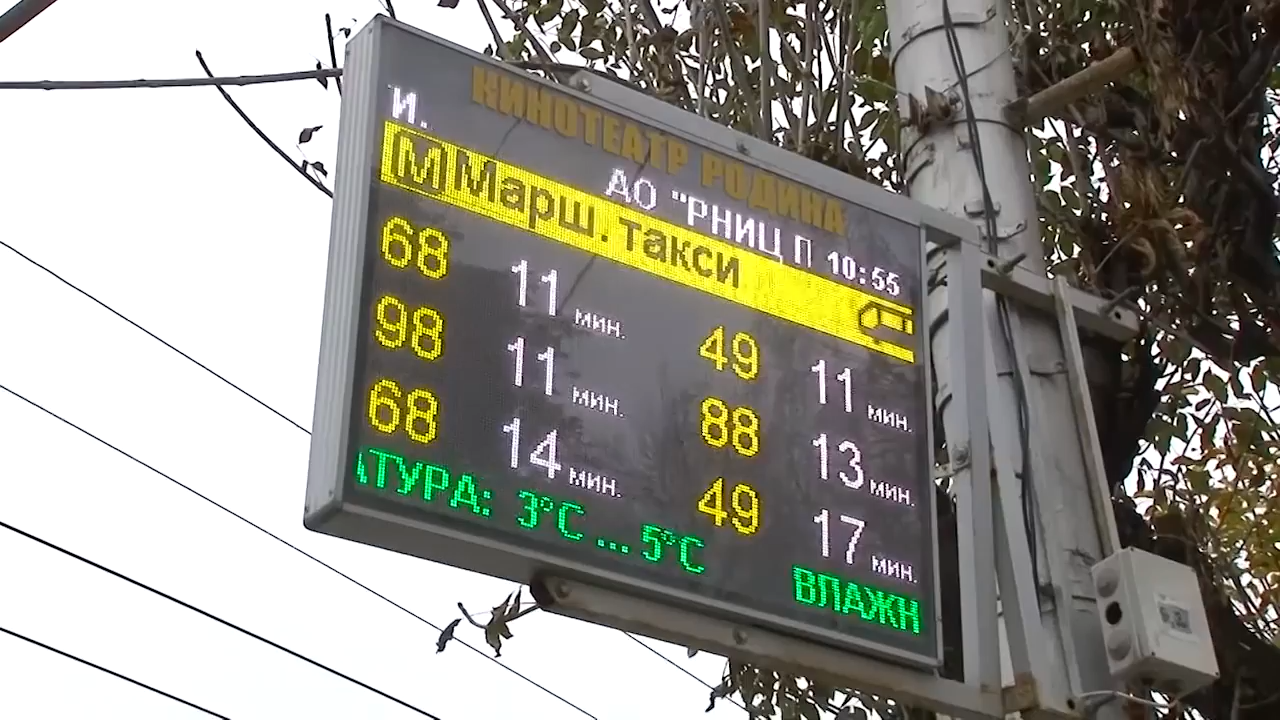 КИНОТЕАТР РОДИНА
И. АО "РНИЦ П 10:55
М Марш. такси
68 11 мин. 49 11 мин.
98 11 мин. 88 13 мин.
68 14 мин. 49 17 мин.
АТУРА: 3°C ... 5°C ВЛАЖН